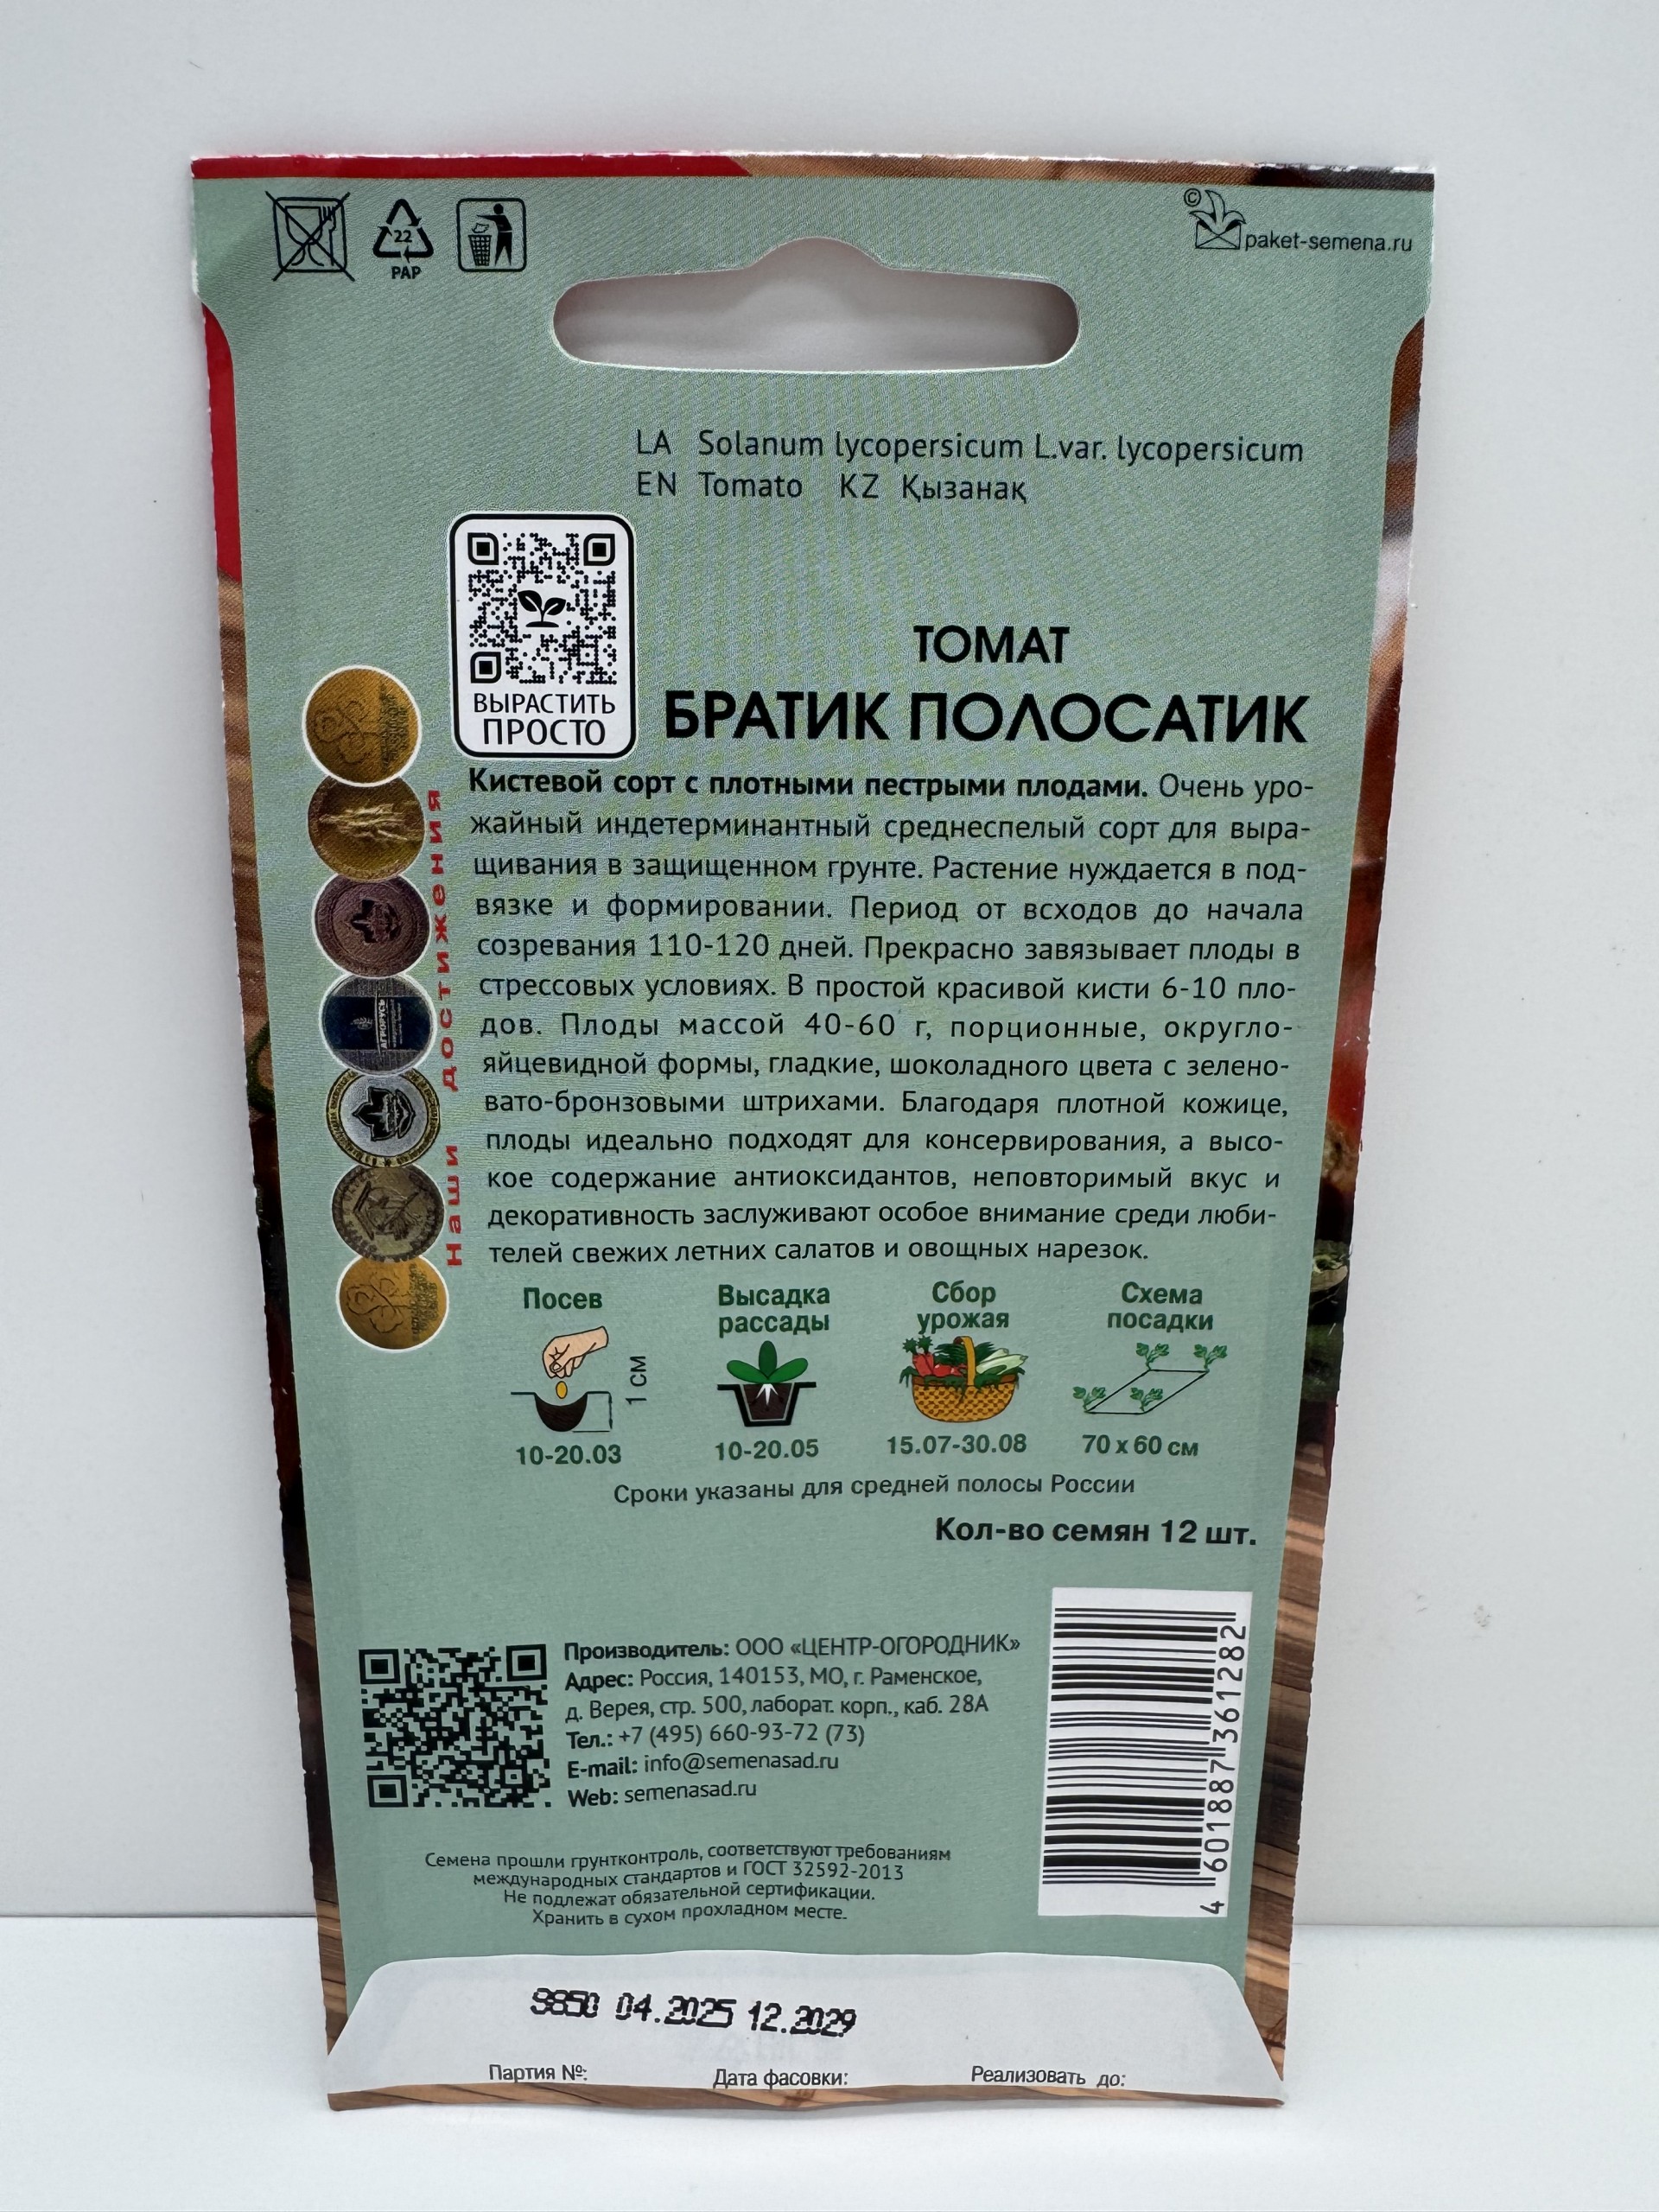 22
PAP
© paket-semena.ru
LA Solanum lycopersicum L.var. lycopersicum
EN Tomato KZ Қызанақ
ВЫРАСТИТЬ
ПРОСТО
ТОМАТ
БРАТИК ПОЛОСАТИК
Наши достижения
АГРОРУСЬ
Кистевой сорт с плотными пестрыми плодами. Очень уро-
жайный индетерминантный среднеспелый сорт для выра-
щивания в защищенном грунте. Растение нуждается в под-
вязке и формировании. Период от всходов до начала
созревания 110-120 дней. Прекрасно завязывает плоды в
стрессовых условиях. В простой красивой кисти 6-10 пло-
дов. Плоды массой 40-60 г, порционные, округло-
яйцевидной формы, гладкие, шоколадного цвета с зелено-
вато-бронзовыми штрихами. Благодаря плотной кожице,
плоды идеально подходят для консервирования, а высо-
кое содержание антиоксидантов, неповторимый вкус и
декоративность заслуживают особое внимание среди люби-
телей свежих летних салатов и овощных нарезок.
Посев
1 см
10-20.03
Высадка
рассады
10-20.05
Сбор
урожая
15.07-30.08
Схема
посадки
70 x 60 см
Сроки указаны для средней полосы России
Кол-во семян 12 шт.
Производитель: ООО «ЦЕНТР-ОГОРОДНИК»
Адрес: Россия, 140153, МО, г. Раменское,
д. Верея, стр. 500, лаборат. корп., каб. 28А
Тел.: +7 (495) 660-93-72 (73)
E-mail: info@semenasad.ru
Web: semenasad.ru
4 601887 361282
Семена прошли грунтконтроль, соответствуют требованиям
международных стандартов и ГОСТ 32592-2013
Не подлежат обязательной сертификации.
Хранить в сухом прохладном месте.
9850 04.2025 12.2029
Партия №: Дата фасовки: Реализовать до: